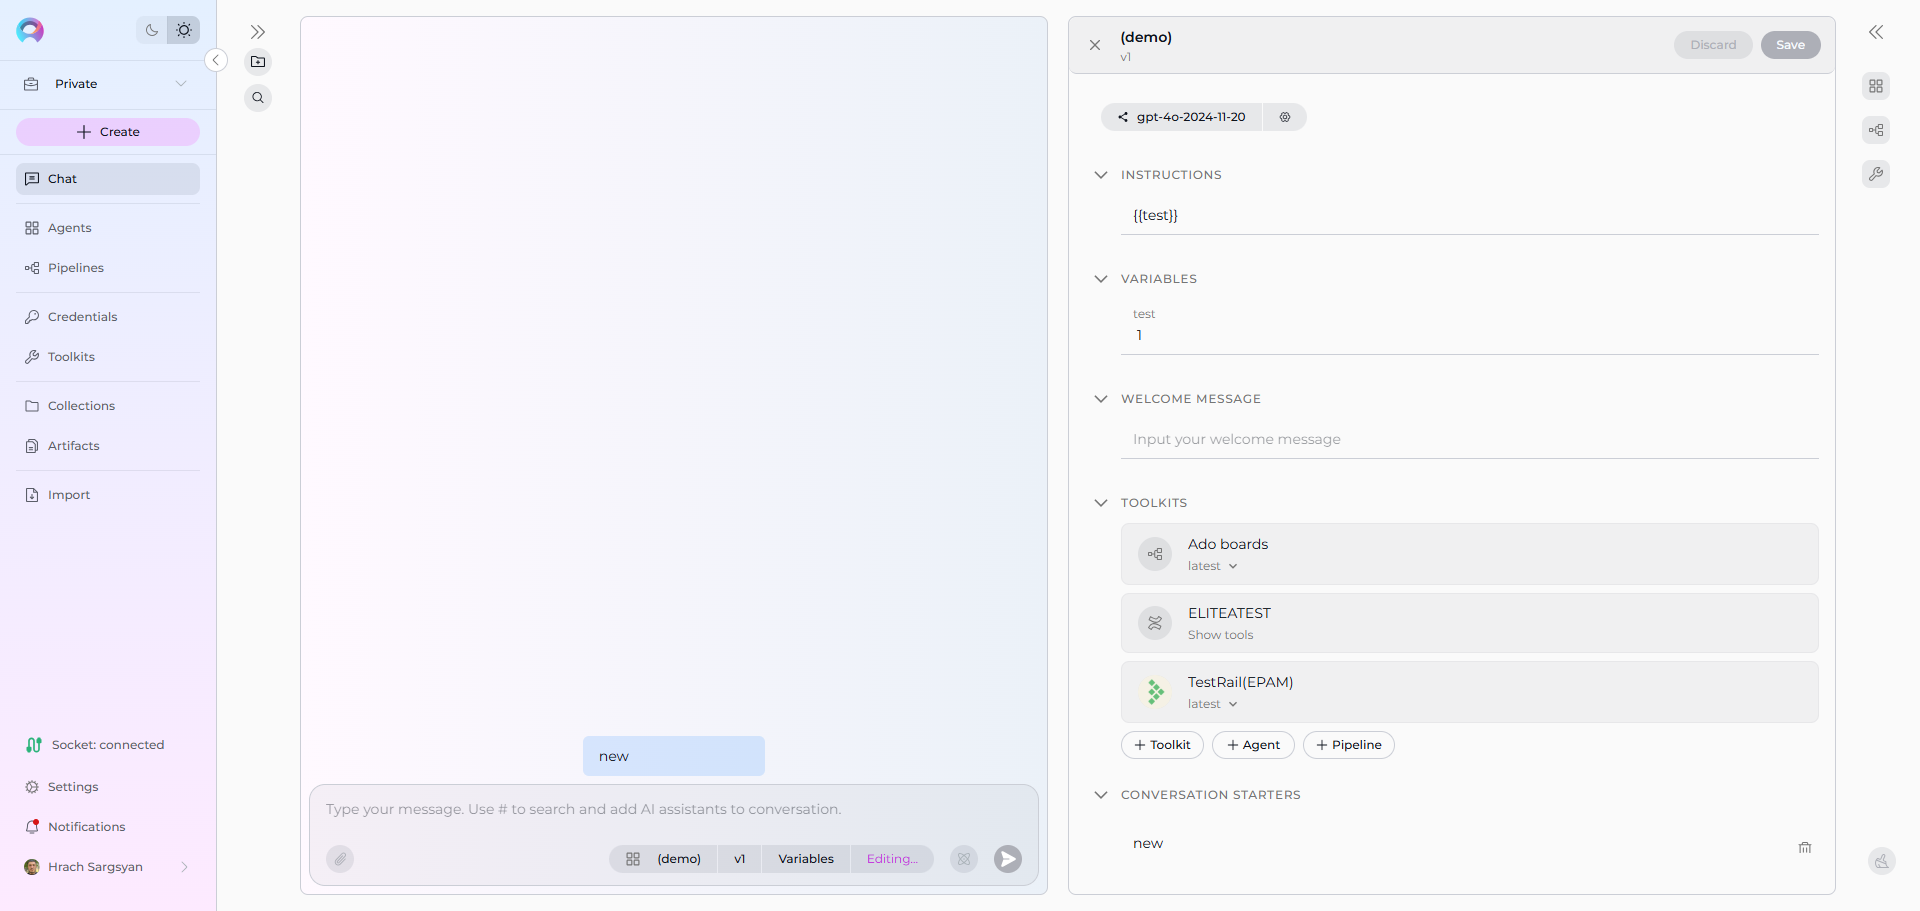 Private
Create
Chat
Agents
Pipelines
Credentials
Toolkits
Collections
Artifacts
Import
Socket: connected
Settings
Notifications
Hrach Sargsyan
new
Type your message. Use # to search and add AI assistants to conversation.
(demo)
v1
Variables
Editing...
(demo)
v1
Discard
Save
gpt-4o-2024-11-20
INSTRUCTIONS
{{test}}
VARIABLES
test
1
WELCOME MESSAGE
Input your welcome message
TOOLKITS
Ado boards
latest
ELITEATEST
Show tools
TestRail(EPAM)
latest
Toolkit
Agent
Pipeline
CONVERSATION STARTERS
new